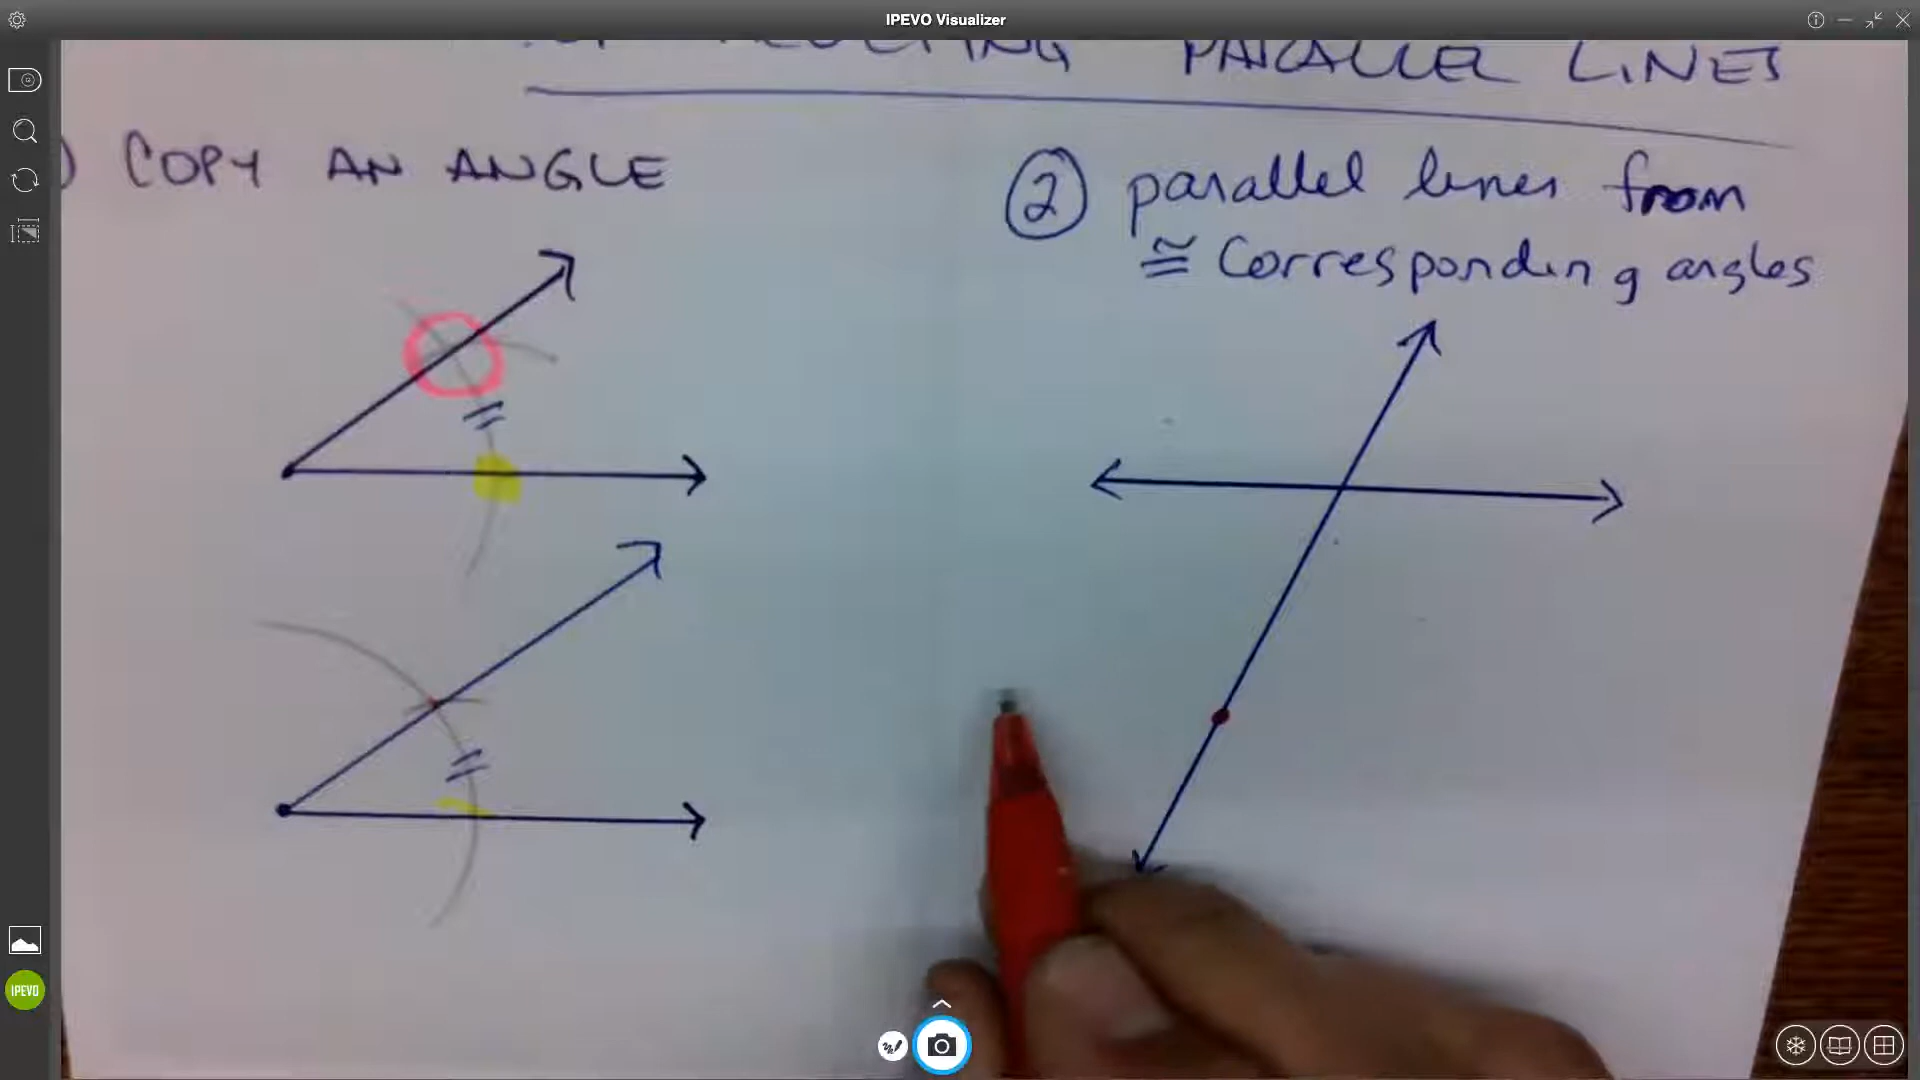 IPEVO Visualizer
PARALLEL LINES
) COPY AN ANGLE
② parallel lines from
≅ Corresponding angles
IPEVO